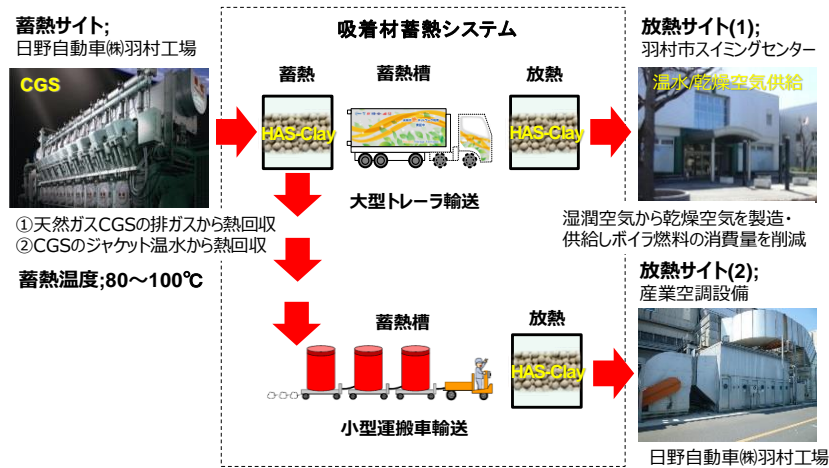 蓄熱サイト;
日野自動車㈱羽村工場
CGS
①天然ガスCGSの排ガスから熱回収
②CGSのジャケット温水から熱回収
蓄熱温度;80～100℃
吸着材蓄熱システム
蓄熱
蓄熱槽
放熱
HAS-Clay
HAS-Clay
大型トレーラ輸送
蓄熱槽
放熱
HAS-Clay
小型運搬車輸送
放熱サイト(1);
羽村市スイミングセンター
温水/乾燥空気供給
湿潤空気から乾燥空気を製造・
供給しボイラ燃料の消費量を削減
放熱サイト(2);
産業空調設備
日野自動車㈱羽村工場